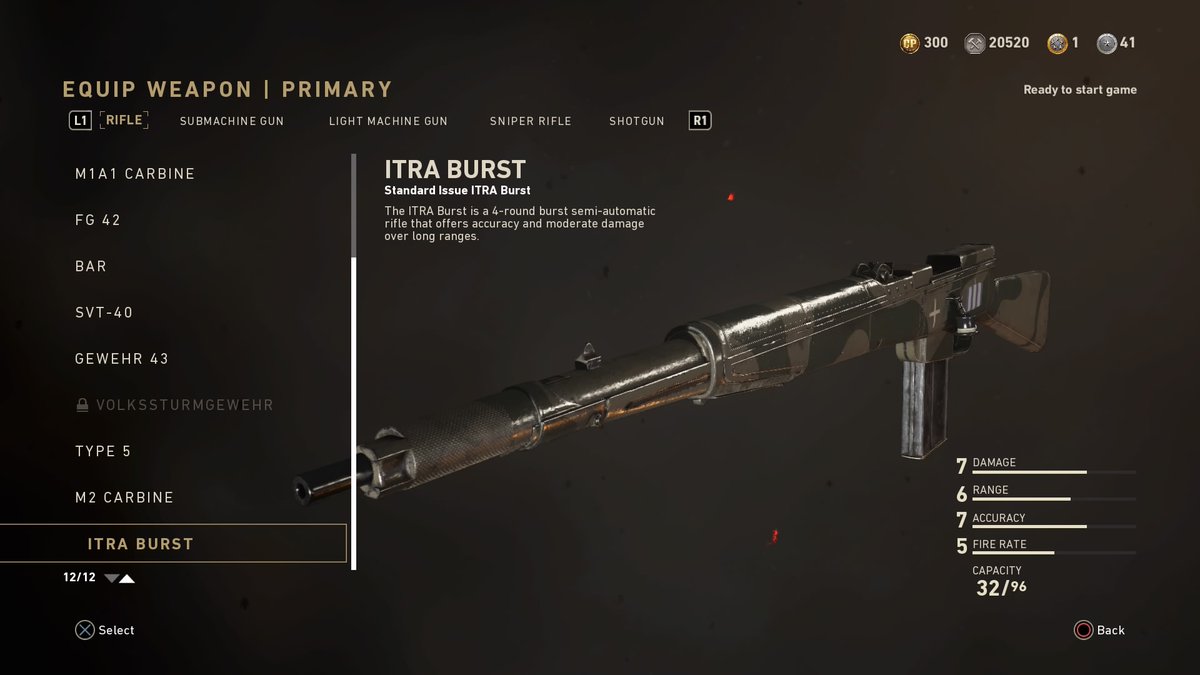 CP 300 20520 1 41
EQUIP WEAPON | PRIMARY
Ready to start game
L1 RIFLE SUBMACHINE GUN LIGHT MACHINE GUN SNIPER RIFLE SHOTGUN R1
M1A1 CARBINE
FG 42
BAR
SVT-40
GEWEHR 43
VOLKSSTURMGEWEHR
TYPE 5
M2 CARBINE
ITRA BURST
12/12
ITRA BURST
Standard Issue ITRA Burst
The ITRA Burst is a 4-round burst semi-automatic
rifle that offers accuracy and moderate damage
over long ranges.
7 DAMAGE
6 RANGE
7 ACCURACY
5 FIRE RATE
CAPACITY
32/96
Select
Back